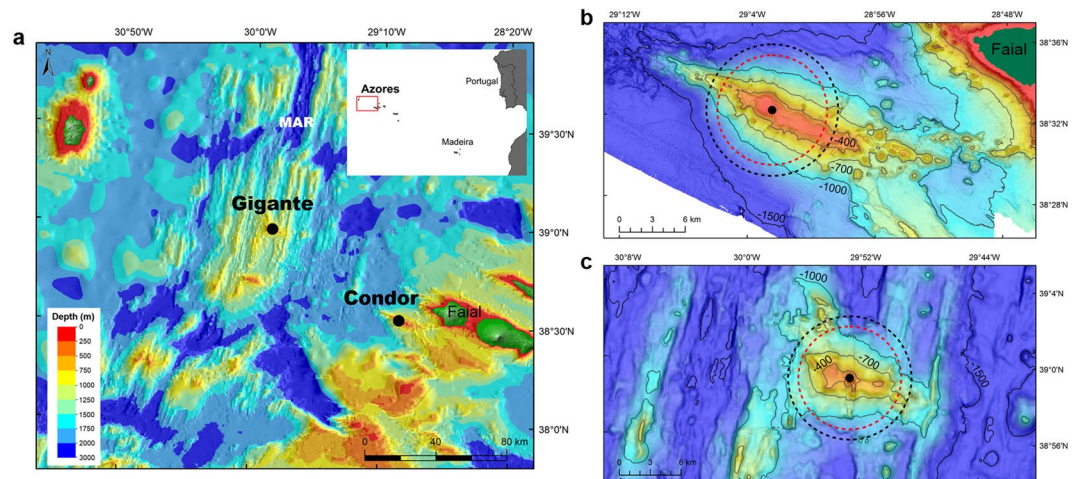 a
30°50'W 30°0'W 29°10'W 28°20'W
N
MAR
Portugal
Azores
Madeira
39°30'N
Gigante
39°0'N
Condor
Faial
38°30'N
38°0'N
Depth (m)
0
250
500
750
1000
1250
1500
1750
2000
3000
0 40 80 km
b
29°12'W 29°4'W 28°56'W 28°48'W
Faial
38°36'N
38°32'N
38°28'N
-400
-700
-1000
-1500
0 3 6 km
c
30°8'W 30°0'W 29°52'W 29°44'W
-1000
39°4'N
-700
-400
39°0'N
-1500
38°56'N
0 3 6 km